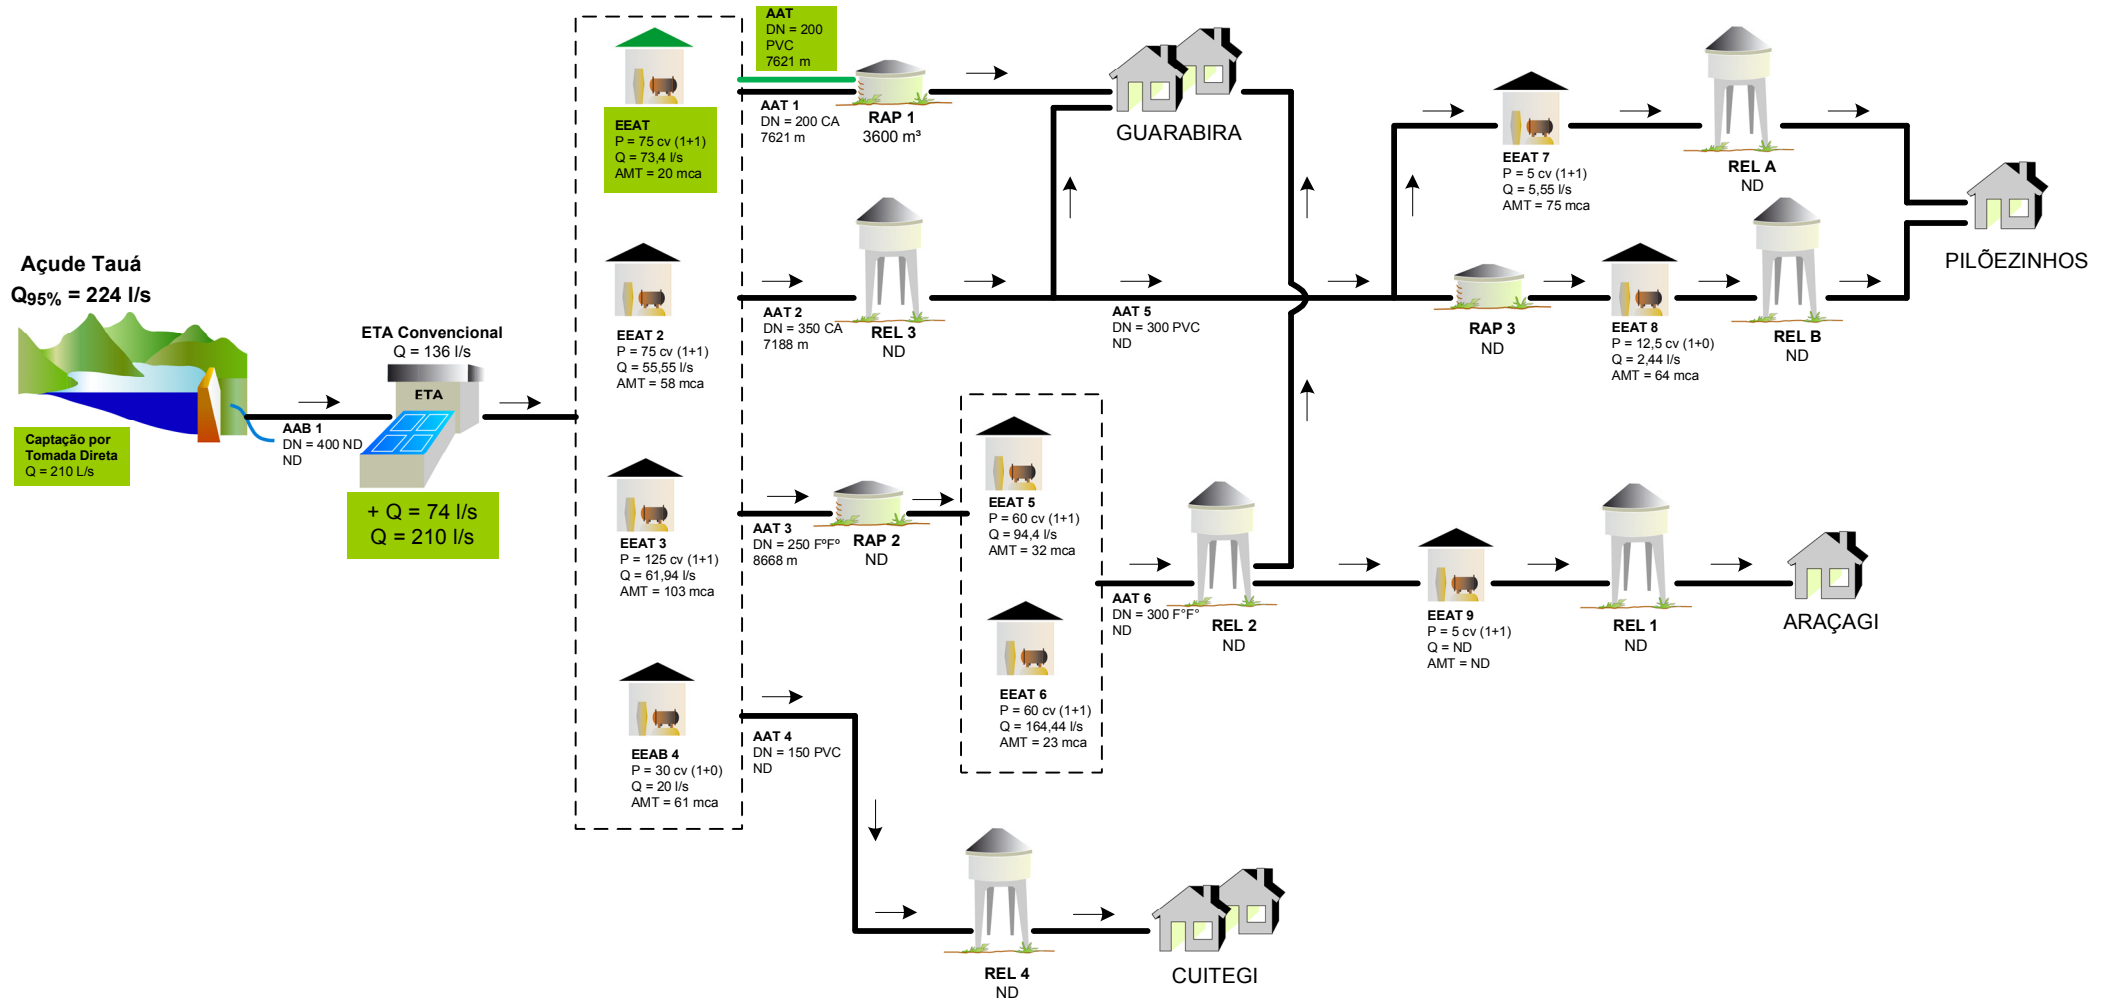 Açude Tauá
Q95% = 224 l/s
Captação por
Tomada Direta
Q = 210 L/s
AAB 1
DN = 400 ND
ND
ETA Convencional
Q = 136 l/s
ETA
+ Q = 74 l/s
Q = 210 l/s
EEAT
P = 75 cv (1+1)
Q = 73,4 l/s
AMT = 20 mca
EEAT 2
P = 75 cv (1+1)
Q = 55,55 l/s
AMT = 58 mca
EEAT 3
P = 125 cv (1+1)
Q = 61,94 l/s
AMT = 103 mca
EEAB 4
P = 30 cv (1+0)
Q = 20 l/s
AMT = 61 mca
AAT
DN = 200
PVC
7621 m
AAT 1
DN = 200 CA
7621 m
RAP 1
3600 m³
GUARABIRA
AAT 2
DN = 350 CA
7188 m
REL 3
ND
AAT 5
DN = 300 PVC
ND
EEAT 7
P = 5 cv (1+1)
Q = 5,55 l/s
AMT = 75 mca
REL A
ND
RAP 3
ND
EEAT 8
P = 12,5 cv (1+0)
Q = 2,44 l/s
AMT = 64 mca
REL B
ND
PILÕEZINHOS
AAT 3
DN = 250 FºFº
8668 m
RAP 2
ND
EEAT 5
P = 60 cv (1+1)
Q = 94,4 l/s
AMT = 32 mca
EEAT 6
P = 60 cv (1+1)
Q = 164,44 l/s
AMT = 23 mca
AAT 6
DN = 300 F°F°
ND
REL 2
ND
EEAT 9
P = 5 cv (1+1)
Q = ND
AMT = ND
REL 1
ND
ARAÇAGI
AAT 4
DN = 150 PVC
ND
REL 4
ND
CUITEGI